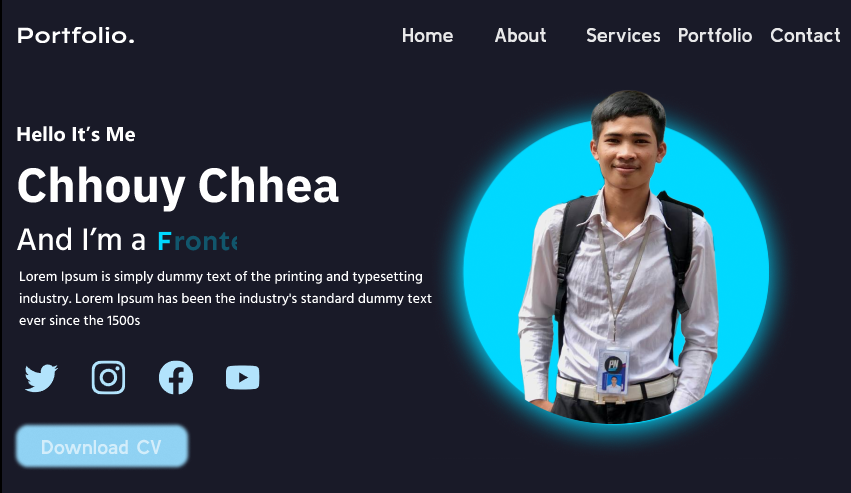 Portfolio.
Home About Services Portfolio Contact
Hello It's Me
Chhouy Chhea
And I'm a Fronte
Lorem Ipsum is simply dummy text of the printing and typesetting
industry. Lorem Ipsum has been the industry's standard dummy text
ever since the 1500s
Download CV